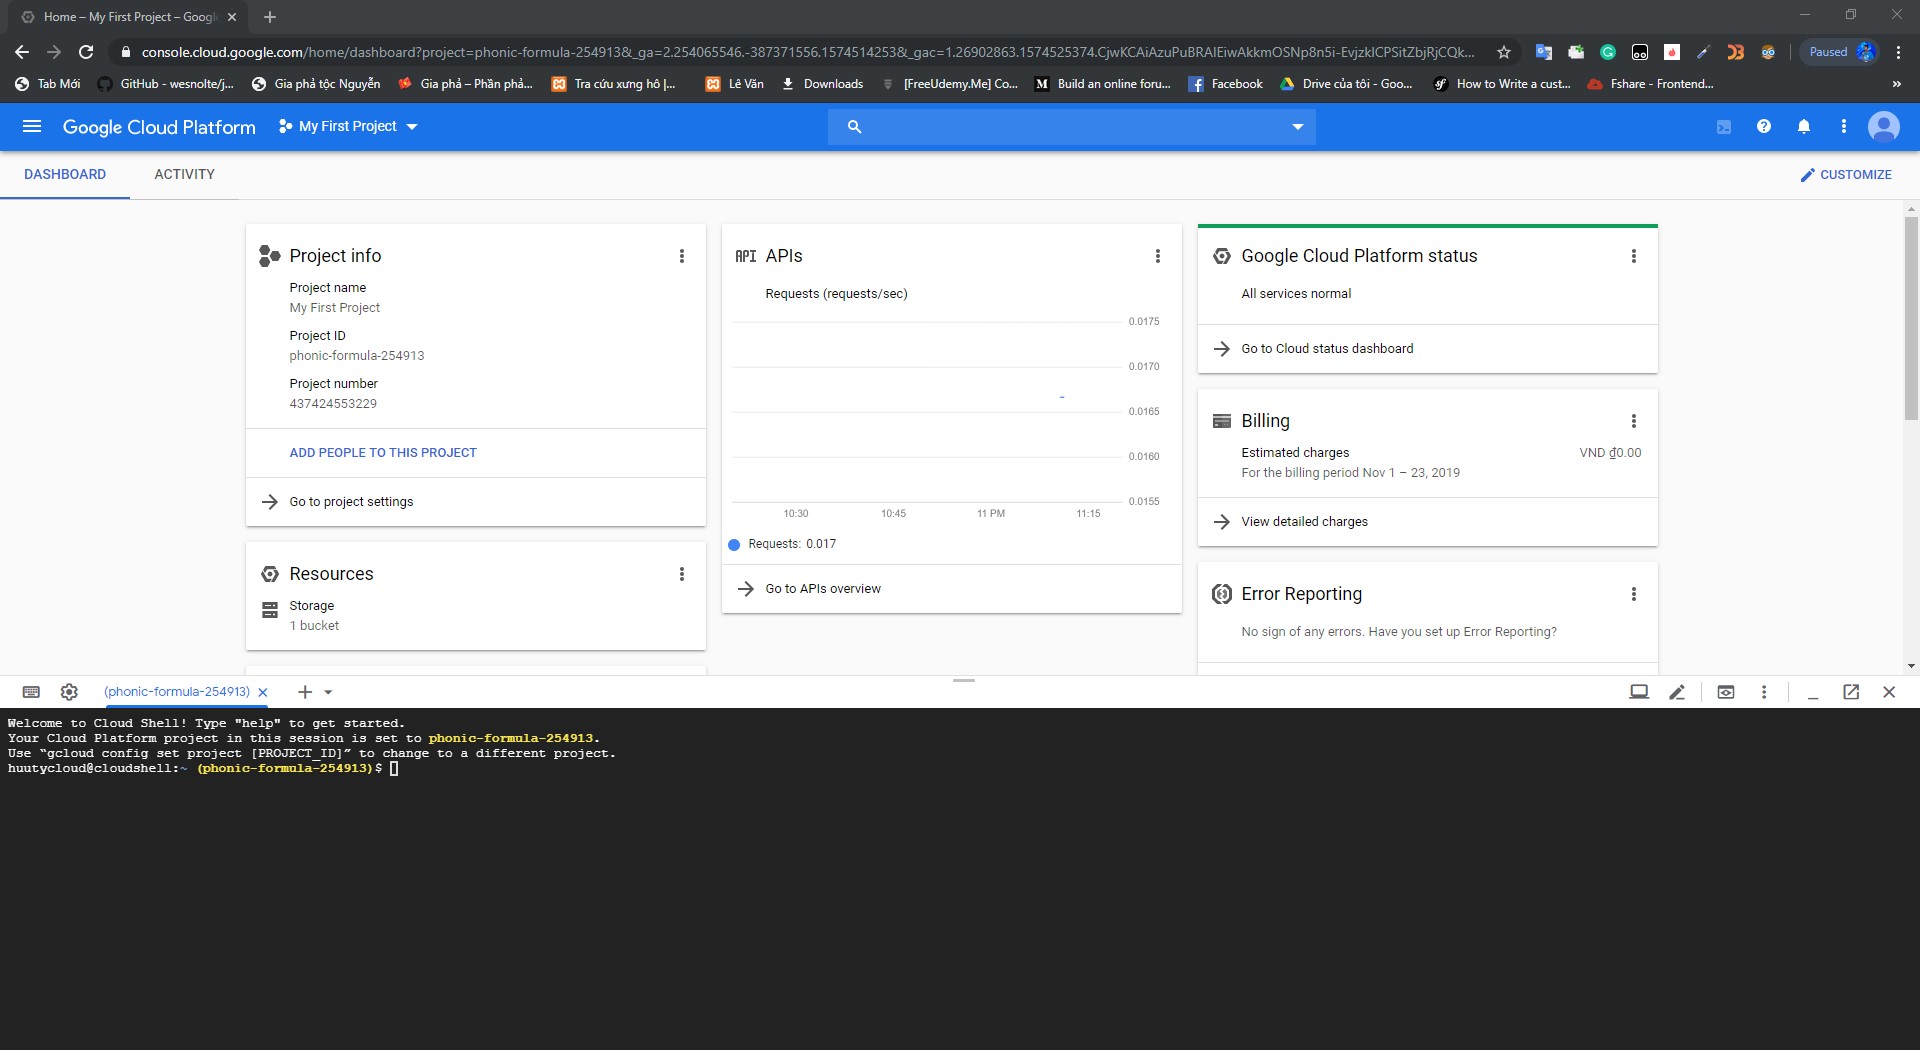 Home – My First Project – Googl
console.cloud.google.com/home/dashboard?project=phonic-formula-254913&_ga=2.254065546.-387371556.1574514253&_gac=1.26902863.1574525374.CjwKCAiAzuPuBRAIEiwAkkmOSNp8n5i-EvjzkICPSitZbjRjCQk...
Paused
Tab Mới
GitHub - wesnolte/j...
Gia phả tộc Nguyễn
Gia phả – Phần phả...
Tra cứu xưng hô |...
Lê Văn
Downloads
[FreeUdemy.Me] Co...
Build an online foru...
Facebook
Drive của tôi - Goo...
How to Write a cust...
Fshare - Frontend...
Google Cloud Platform
My First Project
DASHBOARD
ACTIVITY
CUSTOMIZE
Project info
Project name
My First Project
Project ID
phonic-formula-254913
Project number
437424553229
ADD PEOPLE TO THIS PROJECT
Go to project settings
Resources
Storage
1 bucket
API APIs
Requests (requests/sec)
0.0175
0.0170
0.0165
0.0160
0.0155
10:30 10:45 11 PM 11:15
Requests: 0.017
Go to APIs overview
Google Cloud Platform status
All services normal
Go to Cloud status dashboard
Billing
Estimated charges VND ₫0.00
For the billing period Nov 1 – 23, 2019
View detailed charges
Error Reporting
No sign of any errors. Have you set up Error Reporting?
(phonic-formula-254913)
Welcome to Cloud Shell! Type "help" to get started.
Your Cloud Platform project in this session is set to phonic-formula-254913.
Use “gcloud config set project [PROJECT_ID]” to change to a different project.
huutycloud@cloudshell:~ (phonic-formula-254913)$